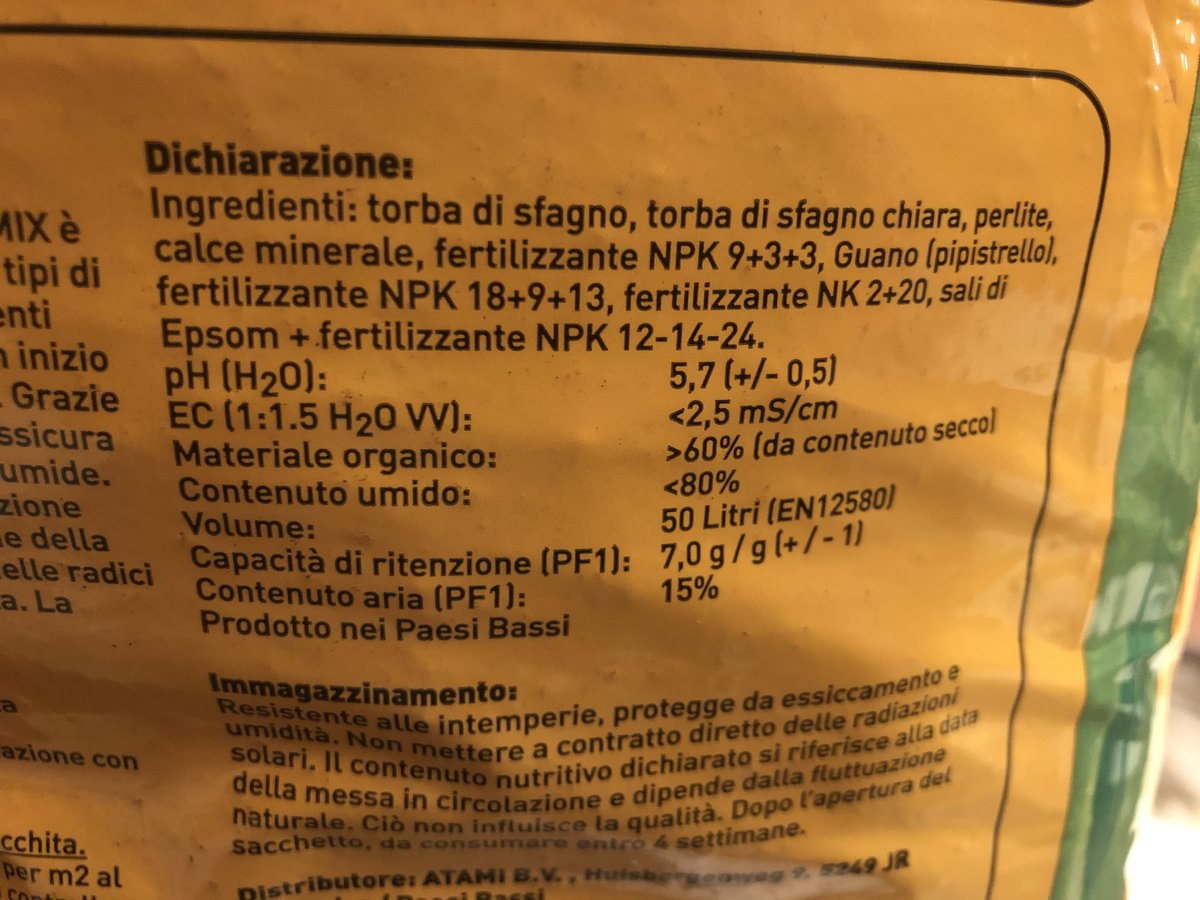 Dichiarazione:
Ingredienti: torba di sfagno, torba di sfagno chiara, perlite,
calce minerale, fertilizzante NPK 9+3+3, Guano (pipistrello),
fertilizzante NPK 18+9+13, fertilizzante NK 2+20, sali di
Epsom + fertilizzante NPK 12-14-24.
pH (H2O): 5,7 (+/- 0,5)
EC (1:1.5 H2O VV): <2,5 mS/cm
Materiale organico: >60% (da contenuto secco)
Contenuto umido: <80%
Volume: 50 Litri (EN12580)
Capacità di ritenzione (PF1): 7,0 g / g (+ / - 1)
Contenuto aria (PF1): 15%
Prodotto nei Paesi Bassi
Immagazzinamento:
Resistente alle intemperie, protegge da essiccamento e
umidità. Non mettere a contratto diretto delle radiazioni
solari. Il contenuto nutritivo dichiarato si riferisce alla data
della messa in circolazione e dipende dalla fluttuazione
naturale. Ciò non influisce la qualità. Dopo l'apertura del
sacchetto, da consumare entro 4 settimane.
Distributore: ATAMI B.V. , 9, 5249 JR
Paesi Bassi
MIX è
tipi di
inizio
Grazie
umide.
della
radici
a. La
con
per m2 al